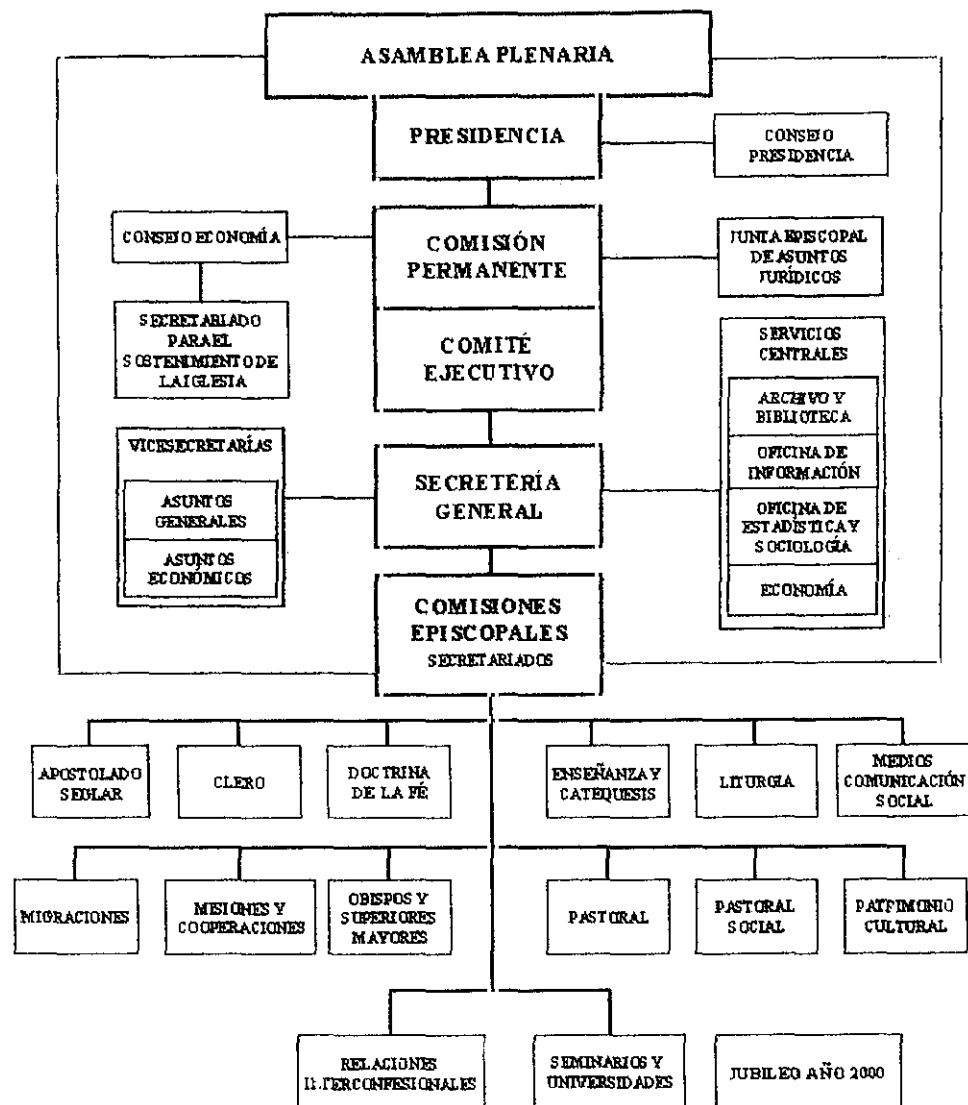 ASAMBLEA PLENARIA
PRESIDENCIA
CONSEJO
PRESIDENCIA
CONSEJO ECONOMÍA
COMISIÓN
PERMANENTE
JUNTA EPISCOPAL
DE ASUNTOS
JURÍDICOS
SECRETARIADO
PARA EL
SOSTENIMIENTO DE
LA IGLESIA
COMITÉ
EJECUTIVO
SERVICIOS
CENTRALES
ARCHIVO Y
BIBLIOTECA
OFICINA DE
INFORMACIÓN
OFICINA DE
ESTADÍSTICA Y
SOCIOLOGÍA
ECONOMÍA
VICESECRETARÍAS
ASUNTOS
GENERALES
ASUNTOS
ECONÓMICOS
SECRETERÍA
GENERAL
COMISIONES
EPISCOPALES
SECRETARIADOS
APOSTOLADO
SEGLAR
CLERO
DOCTRINA
DE LA FÉ
ENSEÑANZA Y
CATEQUESIS
LITURGIA
MEDIOS
COMUNICACIÓN
SOCIAL
MIGRACIONES
MISIONES Y
COOPERACIONES
OBISPOS Y
SUPERIORES
MAYORES
PASTORAL
PASTORAL
SOCIAL
PATRIMONIO
CULTURAL
RELACIONES
INTERCONFESIONALES
SEMINARIOS Y
UNIVERSIDADES
JUBILEO AÑO 2000